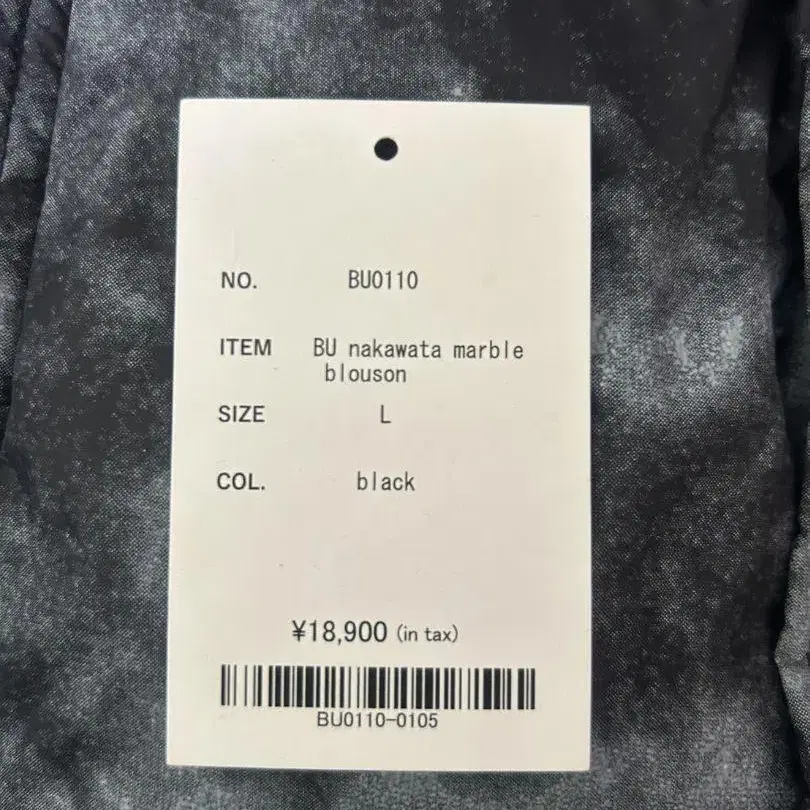 NO. BU0110
ITEM BU nakawata marble
blouson
SIZE L
COL. black
¥18,900 (in tax)
BU0110-0105